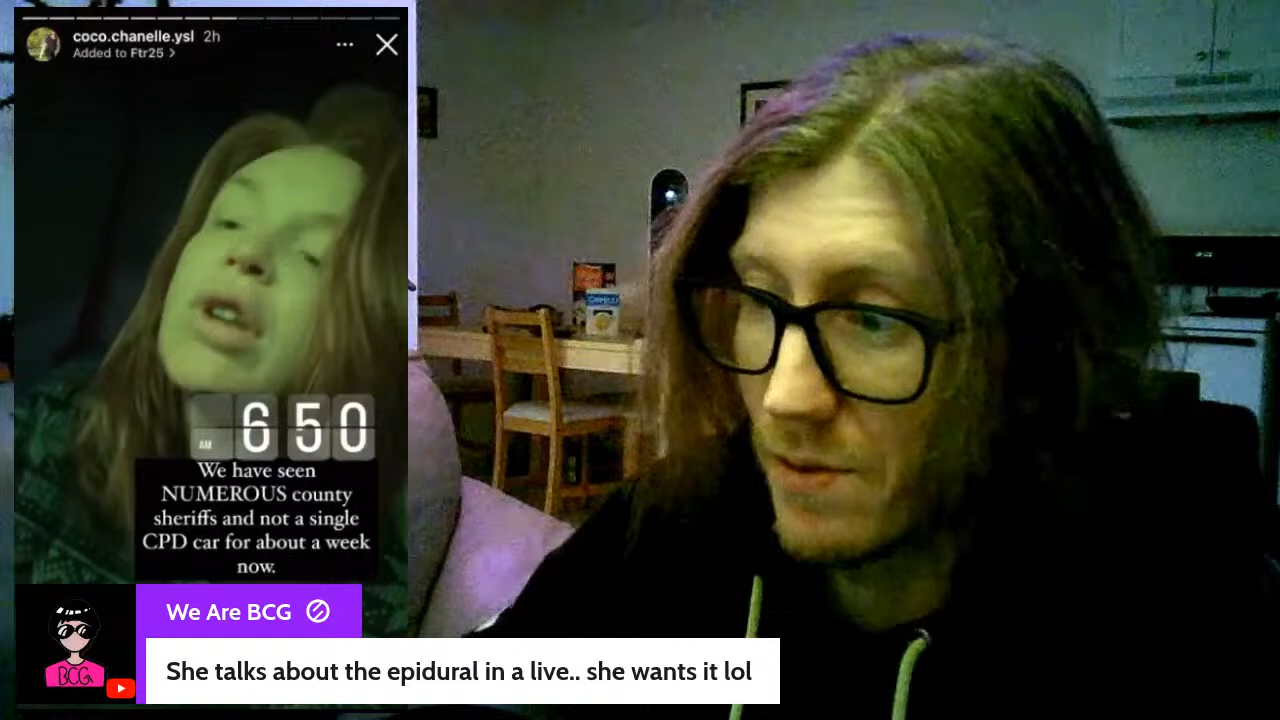 coco.chanelle.ysl 2h
Added to Ftr25 >
AM 6 50
We have seen
NUMEROUS county
sheriffs and not a single
CPD car for about a week
now.
We Are BCG
BCG
She talks about the epidural in a live.. she wants it lol